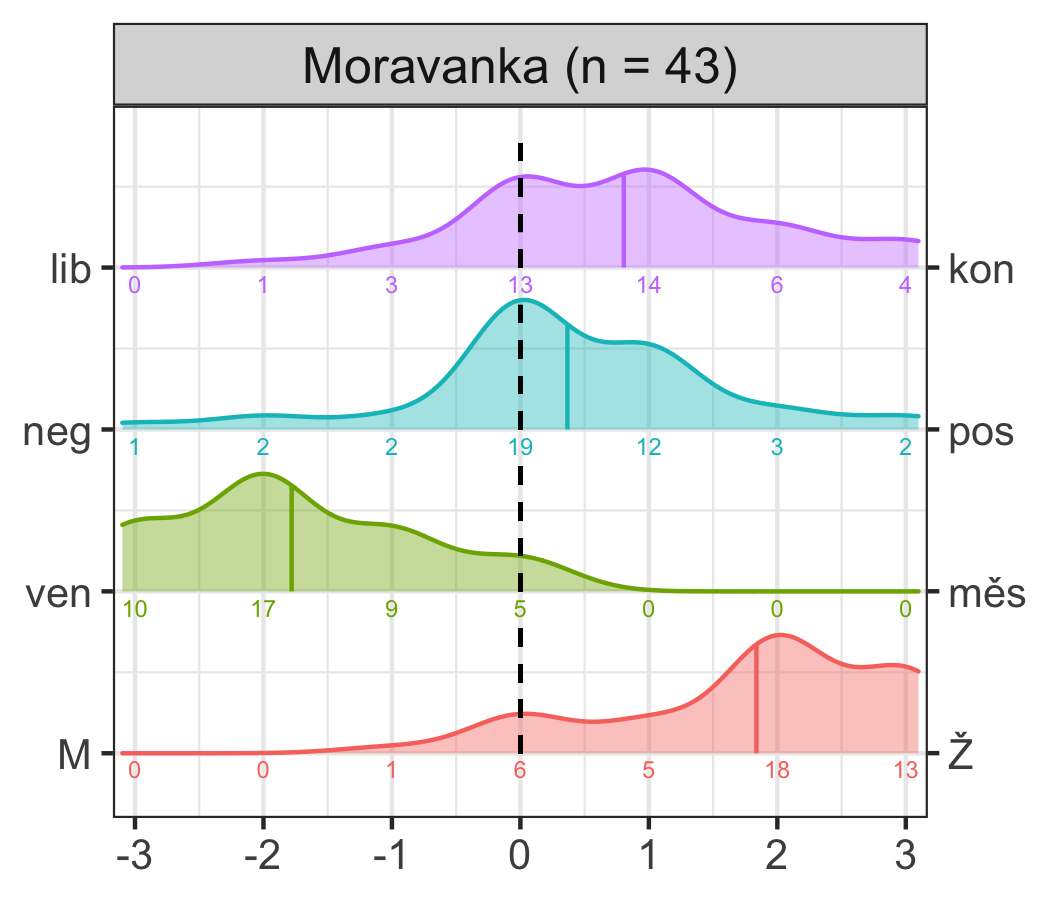 Moravanka (n = 43)
lib kon
0 1 3 13 14 6 4
neg pos
1 2 2 19 12 3 2
ven měs
10 17 9 5 0 0 0
M Ž
0 0 1 6 5 18 13
-3 -2 -1 0 1 2 3